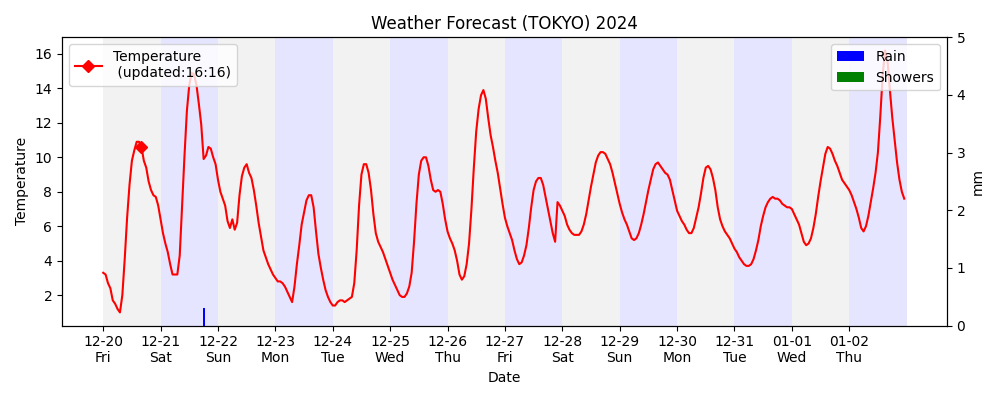 Weather Forecast (TOKYO) 2024
Temperature
(updated:16:16)
Rain
Showers
Temperature
16
14
12
10
8
6
4
2
5
4
3
2
1
0
mm
12-20 12-21 12-22 12-23 12-24 12-25 12-26 12-27 12-28 12-29 12-30 12-31 01-01 01-02
Fri Sat Sun Mon Tue Wed Thu Fri Sat Sun Mon Tue Wed Thu
Date